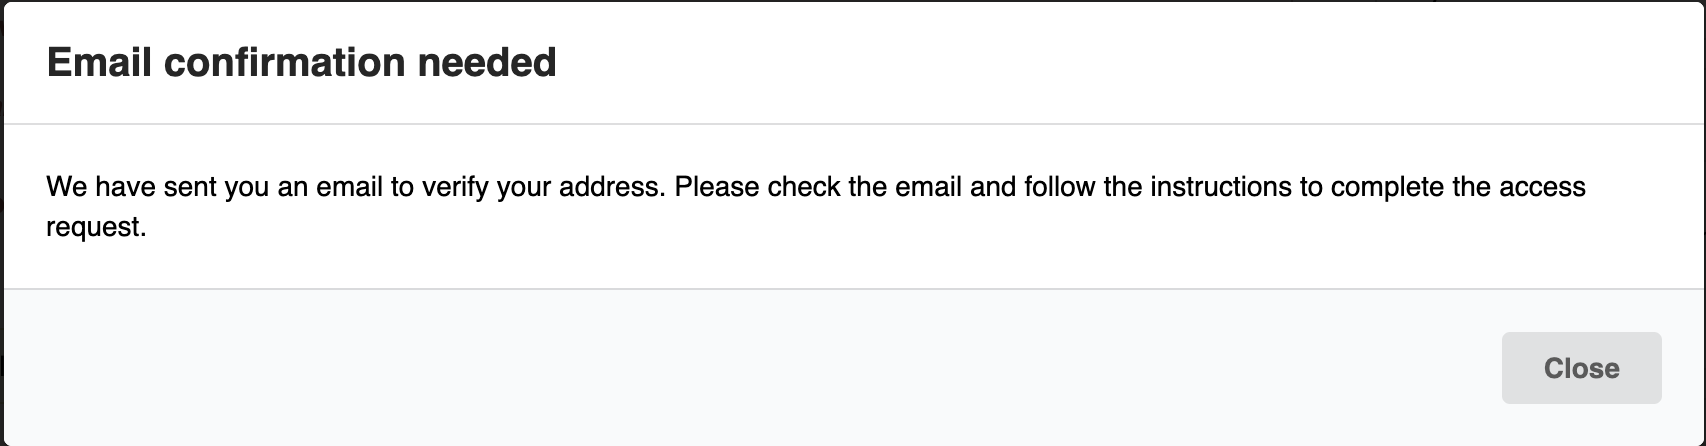 Email confirmation needed
We have sent you an email to verify your address. Please check the email and follow the instructions to complete the access
request.
Close